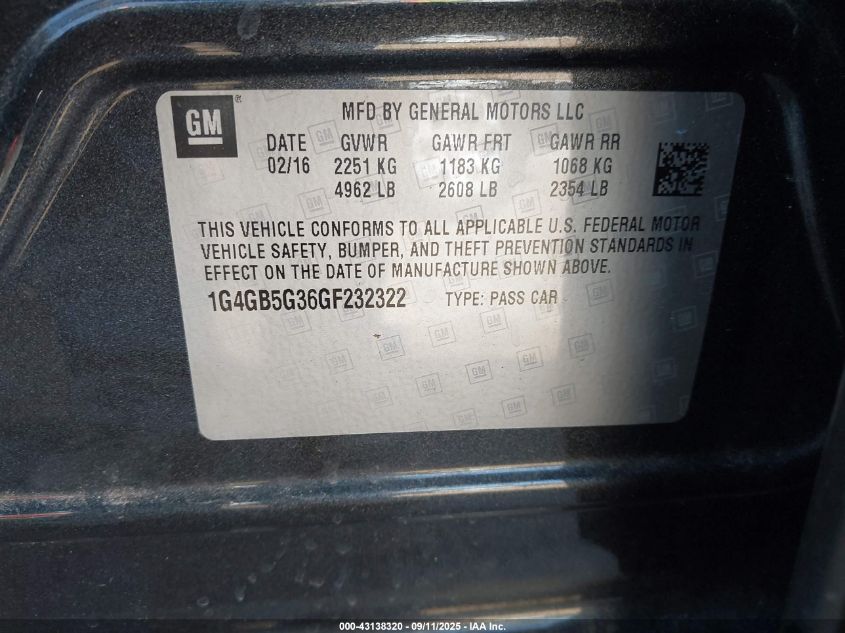 GM ®
MFD BY GENERAL MOTORS LLC
DATE GVWR GAWR FRT GAWR RR
02/16 2251 KG 1183 KG 1068 KG
4962 LB 2608 LB 2354 LB
THIS VEHICLE CONFORMS TO ALL APPLICABLE U.S. FEDERAL MOTOR
VEHICLE SAFETY, BUMPER, AND THEFT PREVENTION STANDARDS IN
EFFECT ON THE DATE OF MANUFACTURE SHOWN ABOVE.
1G4GB5G36GF232322 TYPE: PASS CAR
000-43138320 - 09/11/2025 - IAA Inc.